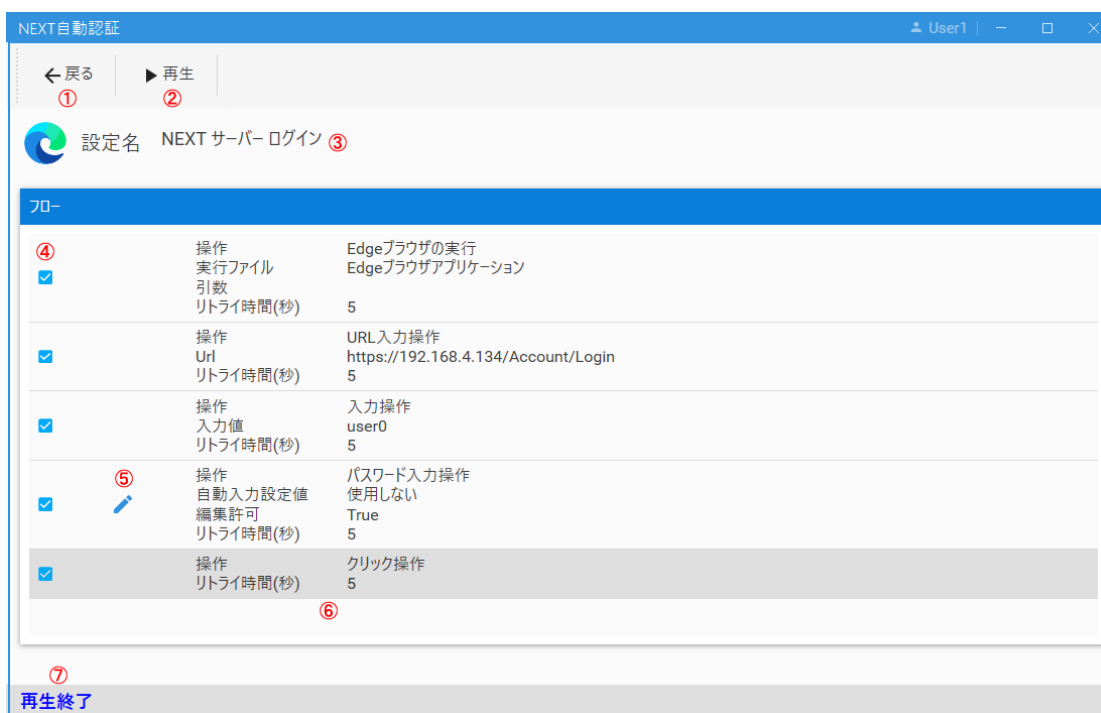 NEXT自動認証 User1
戻る 再生
① ②
設定名 NEXT サーバー ログイン ③
フロー
④
操作 Edgeブラウザの実行
実行ファイル Edgeブラウザアプリケーション
引数
リトライ時間(秒) 5
操作 URL入力操作
Url https://192.168.4.134/Account/Login
リトライ時間(秒) 5
操作 入力操作
入力値 user0
リトライ時間(秒) 5
⑤
操作 パスワード入力操作
自動入力設定値 使用しない
編集許可 True
リトライ時間(秒) 5
操作 クリック操作
リトライ時間(秒) 5
⑥
⑦
再生終了